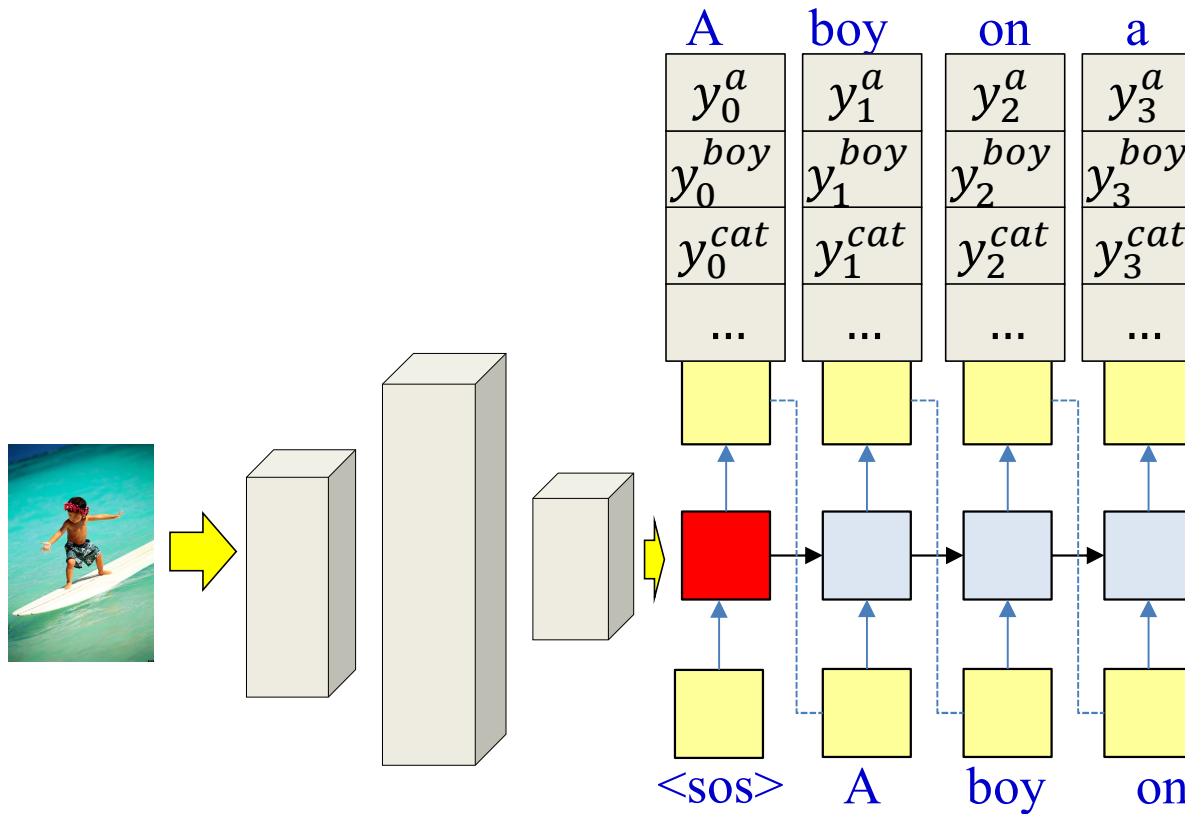 A boy on a
y_0^a y_1^a y_2^a y_3^a
y_0^boy y_1^boy y_2^boy y_3^boy
y_0^cat y_1^cat y_2^cat y_3^cat
... ... ... ...
<sos> A boy on